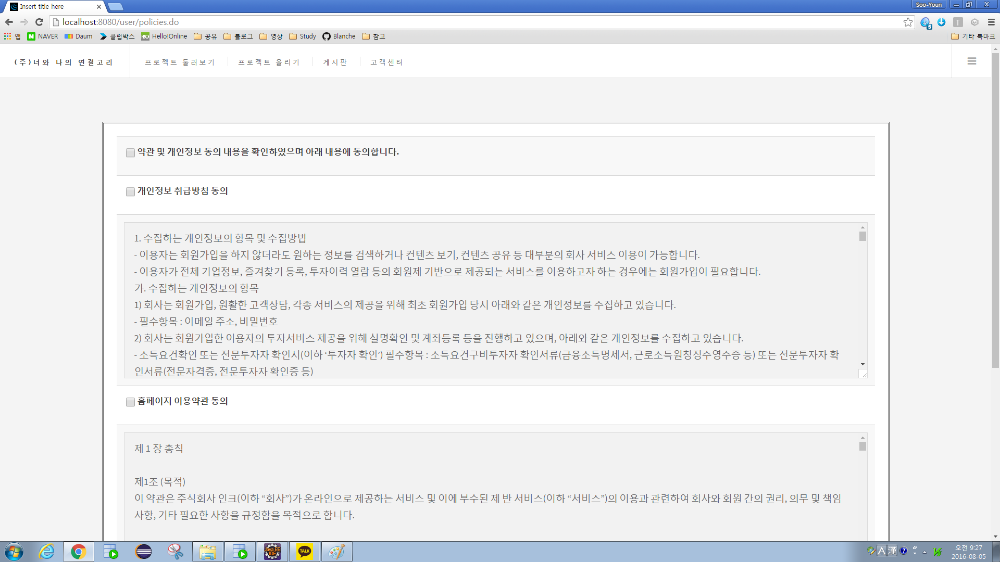 Insert title here
Soo-Youn
localhost:8080/user/policies.do
앱 NAVER Daum 클럽박스 Hello!Online 공유 블로그 영상 Study Blanche 참고 기타 북마크
(주)너와 나의 연결고리 프로젝트 둘러보기 프로젝트 올리기 게시판 고객센터
약관 및 개인정보 동의 내용을 확인하였으며 아래 내용에 동의합니다.
개인정보 취급방침 동의
1. 수집하는 개인정보의 항목 및 수집방법
- 이용자는 회원가입을 하지 않더라도 원하는 정보를 검색하거나 컨텐츠 보기, 컨텐츠 공유 등 대부분의 회사 서비스 이용이 가능합니다.
- 이용자가 전체 기업정보, 즐겨찾기 등록, 투자이력 열람 등의 회원제 기반으로 제공되는 서비스를 이용하고자 하는 경우에는 회원가입이 필요합니다.
가. 수집하는 개인정보의 항목
1) 회사는 회원가입, 원활한 고객상담, 각종 서비스의 제공을 위해 최초 회원가입 당시 아래와 같은 개인정보를 수집하고 있습니다.
- 필수항목 : 이메일 주소, 비밀번호
2) 회사는 회원가입한 이용자의 투자서비스 제공을 위해 실명확인 및 계좌등록 등을 진행하고 있으며, 아래와 같은 개인정보를 수집하고 있습니다.
- 소득요건확인 또는 전문투자자 확인시(이하 ‘투자자 확인’) 필수항목 : 소득요건구비투자자 확인서류(금융소득명세서, 근로소득원칭징수영수증 등) 또는 전문투자자 확
인서류(전문자격증, 전문투자자 확인증 등)
홈페이지 이용약관 동의
제 1 장 총칙
제1조 (목적)
이 약관은 주식회사 인크(이하 “회사”)가 온라인으로 제공하는 서비스 및 이에 부수된 제 반 서비스(이하 “서비스”)의 이용과 관련하여 회사와 회원 간의 권리, 의무 및 책임
사항, 기타 필요한 사항을 규정함을 목적으로 합니다.
Java EE
IDE
TALK
A 漢
오전 9:27
2016-08-05